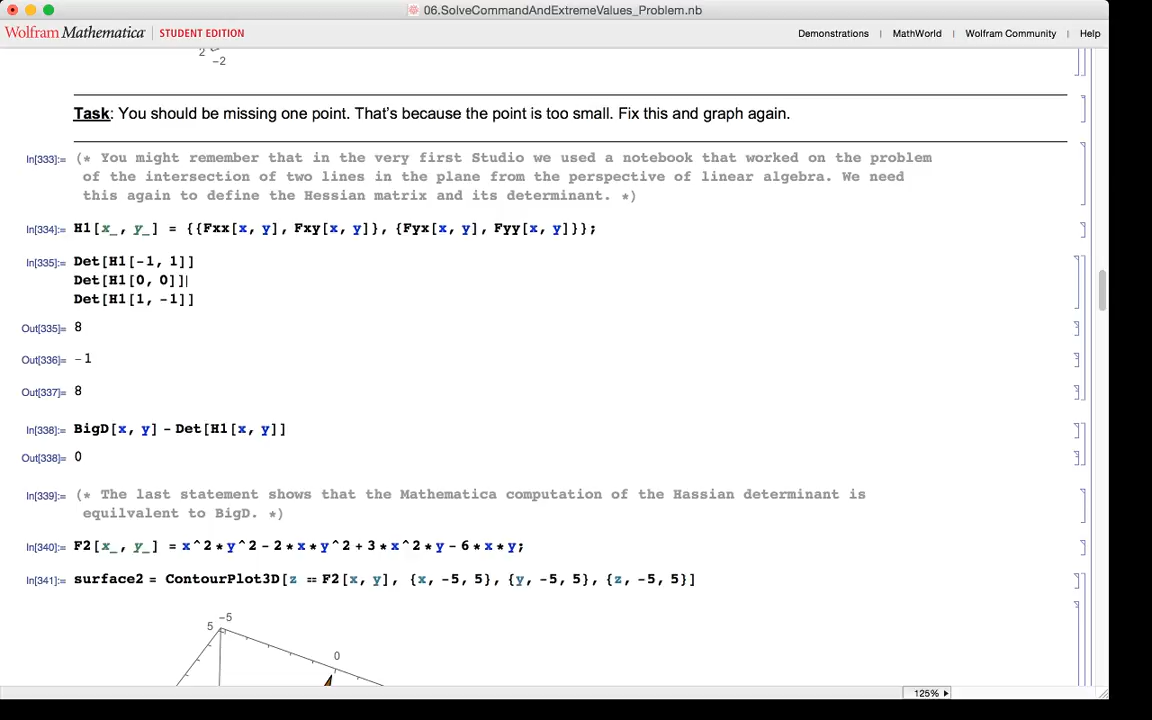 06.SolveCommandAndExtremeValues_Problem.nb
Wolfram Mathematica | STUDENT EDITION
Demonstrations | MathWorld | Wolfram Community | Help
2
-2
Task: You should be missing one point. That's because the point is too small. Fix this and graph again.
In[333]:= (* You might remember that in the very first Studio we used a notebook that worked on the problem
of the intersection of two lines in the plane from the perspective of linear algebra. We need
this again to define the Hessian matrix and its determinant. *)
In[334]:= H1[x_, y_] = {{Fxx[x, y], Fxy[x, y]}, {Fyx[x, y], Fyy[x, y]}};
In[335]:= Det[H1[-1, 1]]
Det[H1[0, 0]]
Det[H1[1, -1]]
Out[335]= 8
Out[336]= -1
Out[337]= 8
In[338]:= BigD[x, y] - Det[H1[x, y]]
Out[338]= 0
In[339]:= (* The last statement shows that the Mathematica computation of the Hassian determinant is
equilvalent to BigD. *)
In[340]:= F2[x_, y_] = x^2*y^2-2*x*y^2+3*x^2*y-6*x*y;
In[341]:= surface2 = ContourPlot3D[z == F2[x, y], {x, -5, 5}, {y, -5, 5}, {z, -5, 5}]
-5
5
0
125%